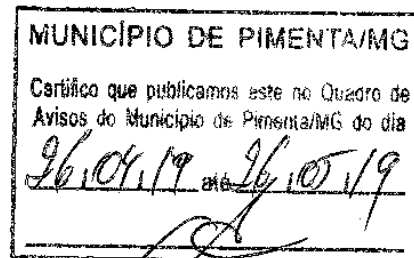 MUNICÍPIO DE PIMENTA/MG
Certifico que publicamos este no Quadro de
Avisos do Município de Pimenta/MG do dia
26,04,19 até 26,05,19